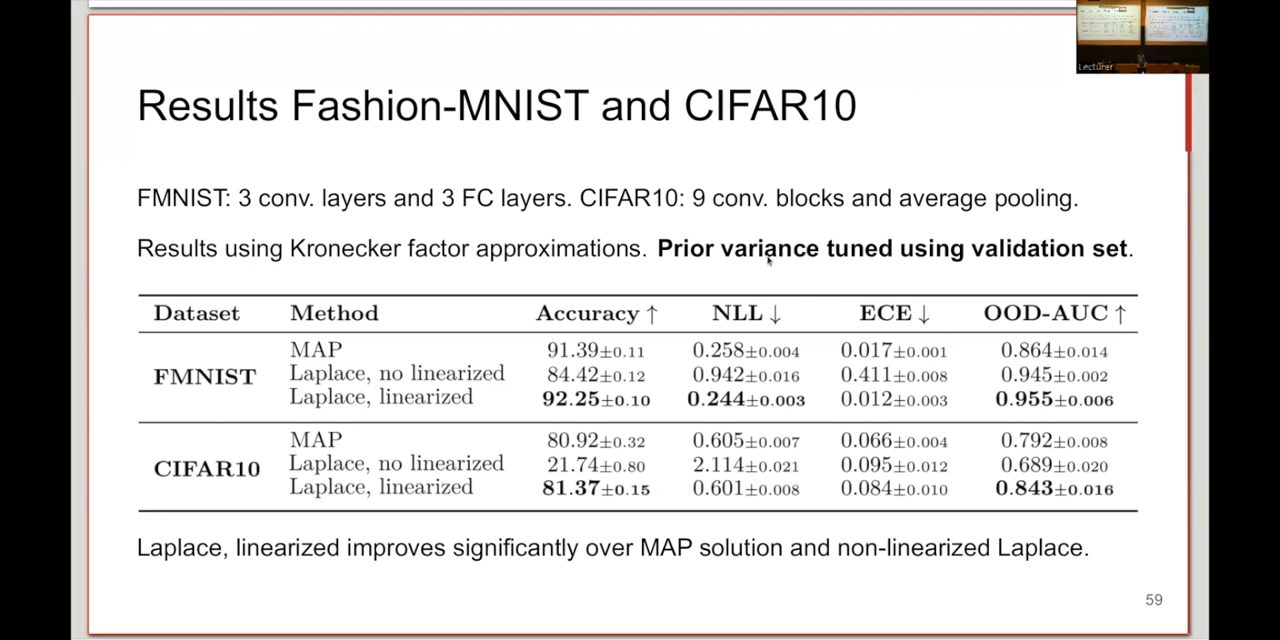 Lecturer
Results Fashion-MNIST and CIFAR10
FMNIST: 3 conv. layers and 3 FC layers. CIFAR10: 9 conv. blocks and average pooling.
Results using Kronecker factor approximations. Prior variance tuned using validation set.
Dataset Method Accuracy ↑ NLL ↓ ECE ↓ OOD-AUC ↑
MAP 91.39±0.11 0.258±0.004 0.017±0.001 0.864±0.014
FMNIST Laplace, no linearized 84.42±0.12 0.942±0.016 0.411±0.008 0.945±0.002
Laplace, linearized 92.25±0.10 0.244±0.003 0.012±0.003 0.955±0.006
MAP 80.92±0.32 0.605±0.007 0.066±0.004 0.792±0.008
CIFAR10 Laplace, no linearized 21.74±0.80 2.114±0.021 0.095±0.012 0.689±0.020
Laplace, linearized 81.37±0.15 0.601±0.008 0.084±0.010 0.843±0.016
Laplace, linearized improves significantly over MAP solution and non-linearized Laplace.
59